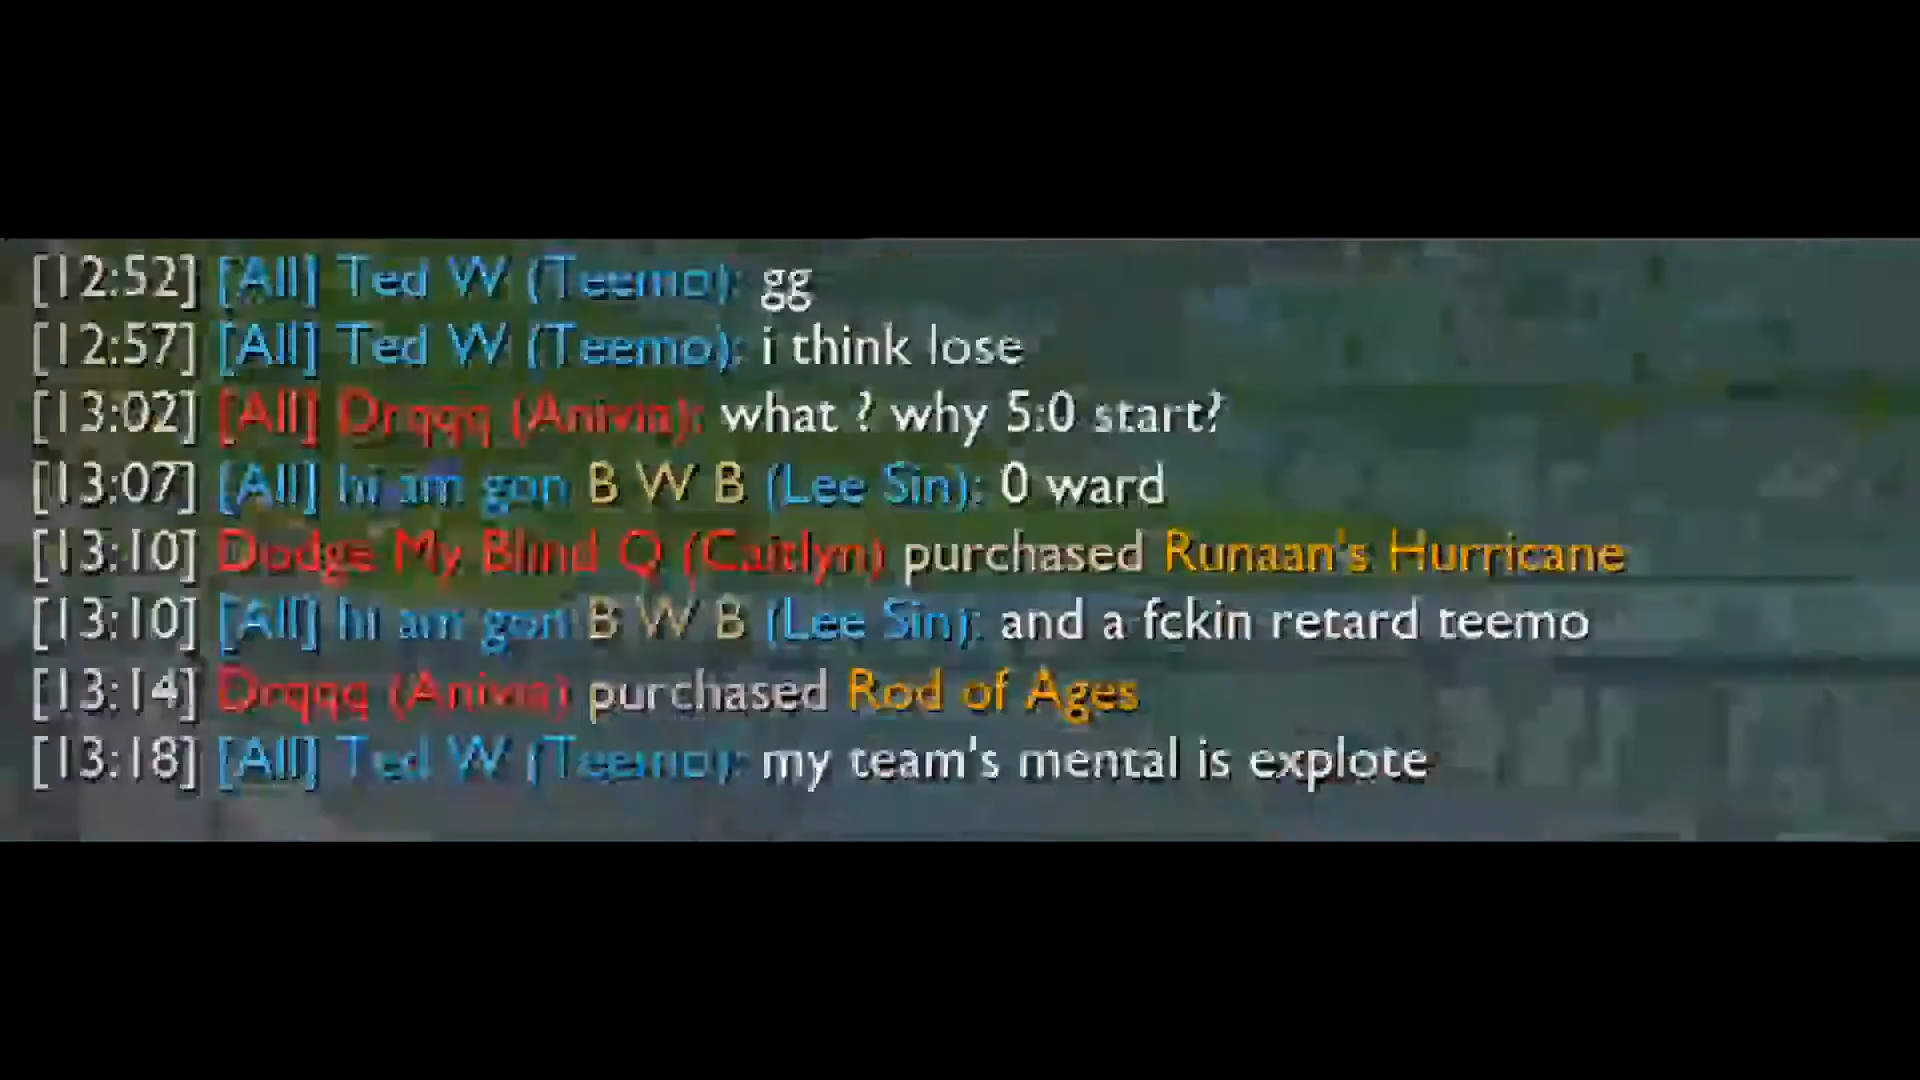 [12:52] [All] Ted W (Teemo): gg
[12:57] [All] Ted W (Teemo): i think lose
[13:02] [All] Drqqq (Anivia): what ? why 5:0 start?
[13:07] [All] hi am gon B W B (Lee Sin): 0 ward
[13:10] Dodge My Blind Q (Caitlyn) purchased Runaan's Hurricane
[13:10] [All] hi am gon B W B (Lee Sin): and a fckin retard teemo
[13:14] Drqqq (Anivia) purchased Rod of Ages
[13:18] [All] Ted W (Teemo): my team's mental is explote